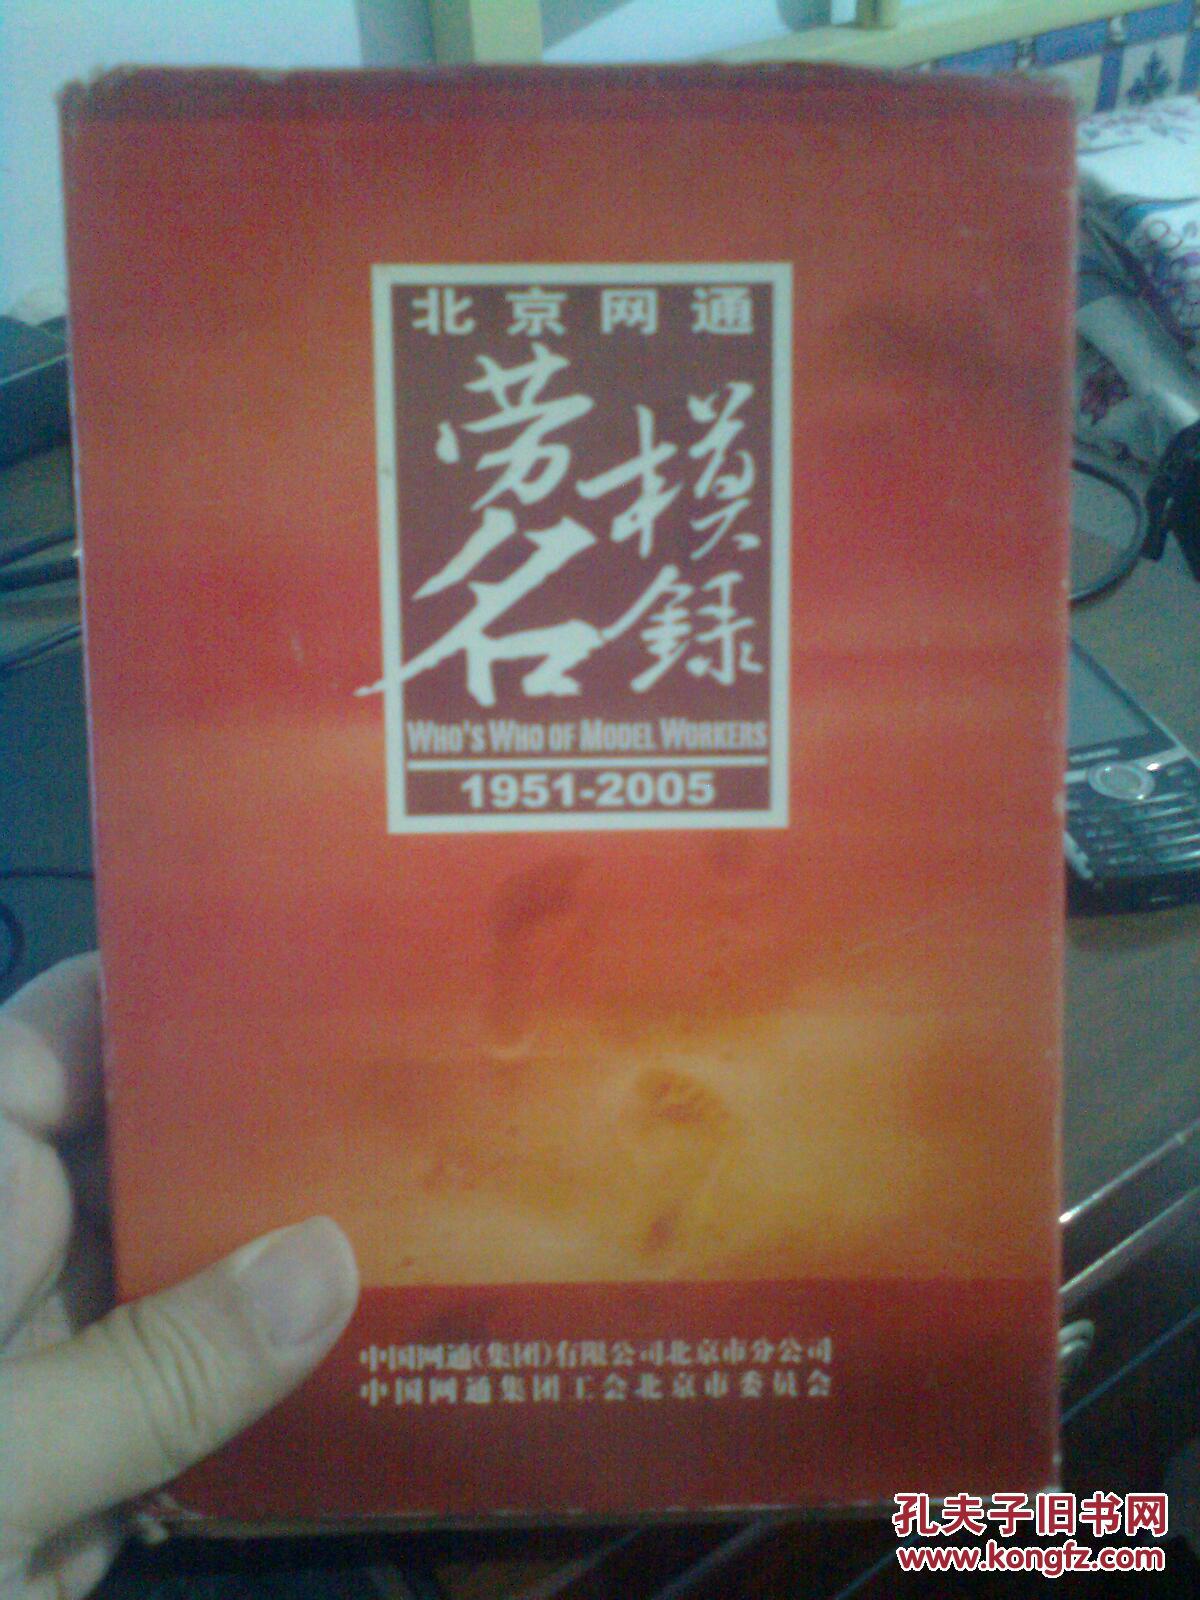 北京网通
劳模
名録
WHO'S WHO OF MODEL WORKERS
1951-2005
中国网通(集团)有限公司北京市分公司
中国网通集团工会北京市委员会
孔夫子旧书网
www.kongfz.com